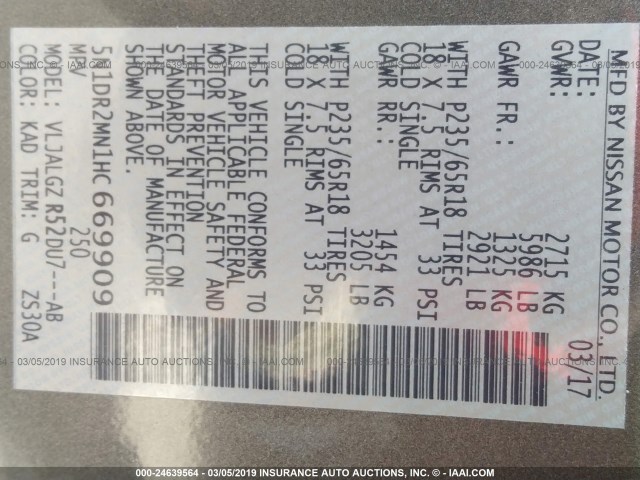 MFD BY NISSAN MOTOR CO., LTD.
DATE: 03/17
GVWR: 2715 KG
5986 LB
GAWR FR.: 1325 KG
2921 LB
WTH P235/65R18 TIRES
18 X 7.5 RIMS AT 33 PSI
COLD SINGLE
GAWR RR.: 1454 KG
3205 LB
WTH P235/65R18 TIRES
18 X 7.5 RIMS AT 33 PSI
COLD SINGLE
THIS VEHICLE CONFORMS TO
ALL APPLICABLE FEDERAL
MOTOR VEHICLE SAFETY AND
THEFT PREVENTION
STANDARDS IN EFFECT ON
THE DATE OF MANUFACTURE
SHOWN ABOVE.
5N1DR2MN1HC669909
MPV 250
MODEL: VLJALGZ R52DU7---AB
COLOR: KAD TRIM: G ZS30A
000-24639564 - 03/05/2019 INSURANCE AUTO AUCTIONS, INC. - © IAAI.COM